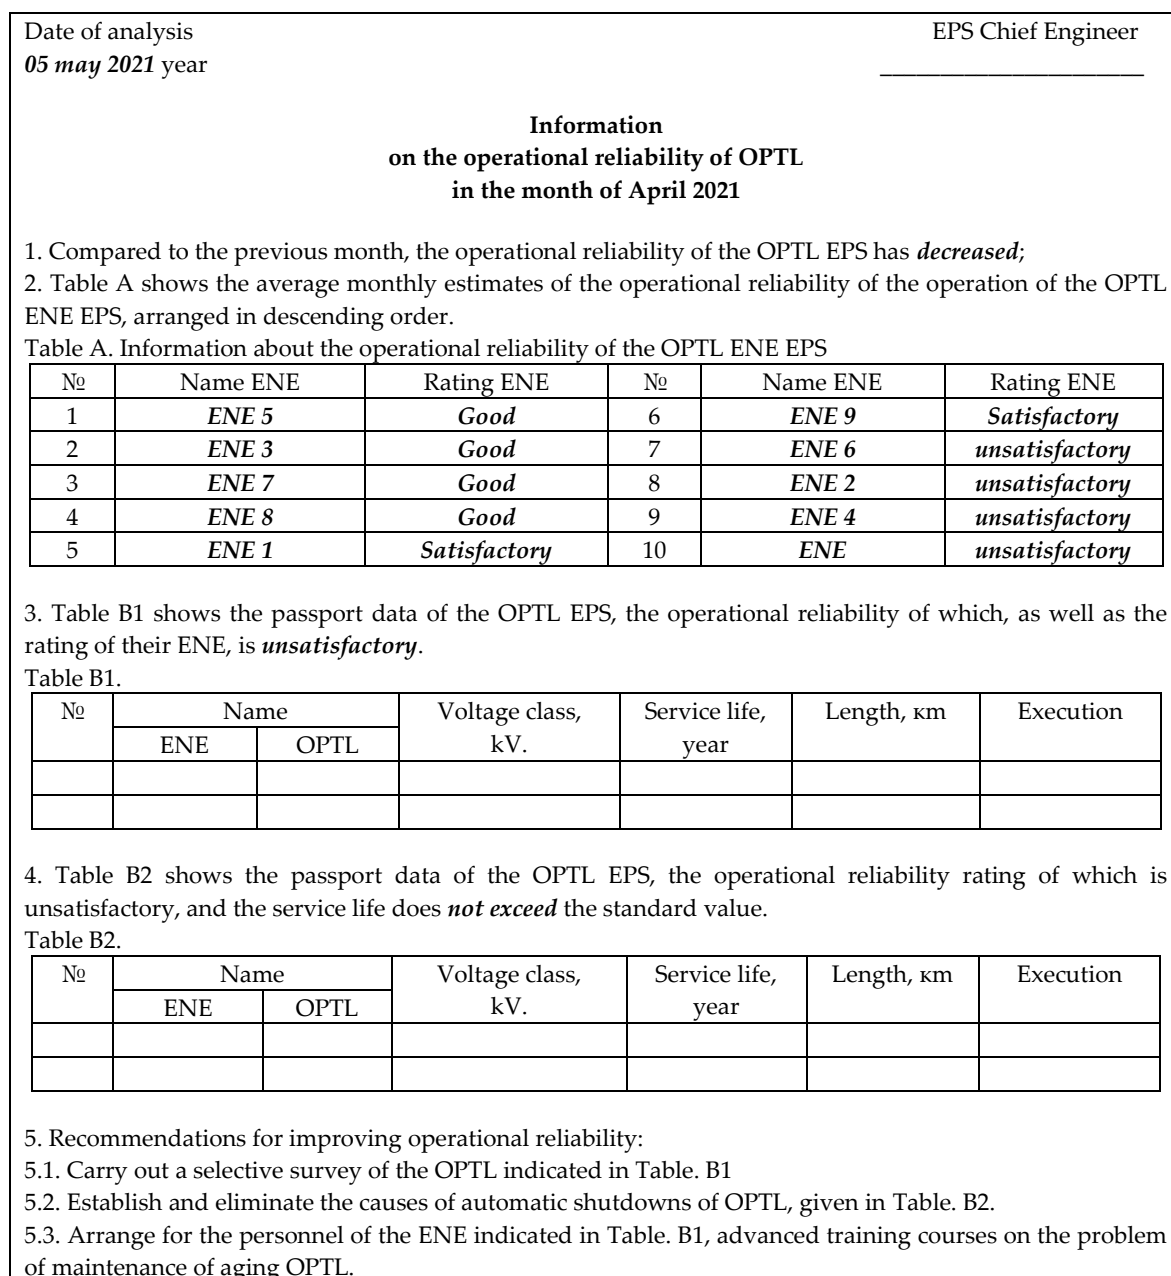 Date of analysis EPS Chief Engineer
05 may 2021 year ________________________
Information
on the operational reliability of OPTL
in the month of April 2021
1. Compared to the previous month, the operational reliability of the OPTL EPS has decreased;
2. Table A shows the average monthly estimates of the operational reliability of the operation of the OPTL
ENE EPS, arranged in descending order.
Table A. Information about the operational reliability of the OPTL ENE EPS
№ Name ENE Rating ENE № Name ENE Rating ENE
1 ENE 5 Good 6 ENE 9 Satisfactory
2 ENE 3 Good 7 ENE 6 unsatisfactory
3 ENE 7 Good 8 ENE 2 unsatisfactory
4 ENE 8 Good 9 ENE 4 unsatisfactory
5 ENE 1 Satisfactory 10 ENE unsatisfactory
3. Table B1 shows the passport data of the OPTL EPS, the operational reliability of which, as well as the
rating of their ENE, is unsatisfactory.
Table B1.
№ Name Voltage class, Service life, Length, км Execution
ENE OPTL kV. year
4. Table B2 shows the passport data of the OPTL EPS, the operational reliability rating of which is
unsatisfactory, and the service life does not exceed the standard value.
Table B2.
№ Name Voltage class, Service life, Length, км Execution
ENE OPTL kV. year
5. Recommendations for improving operational reliability:
5.1. Carry out a selective survey of the OPTL indicated in Table. B1
5.2. Establish and eliminate the causes of automatic shutdowns of OPTL, given in Table. B2.
5.3. Arrange for the personnel of the ENE indicated in Table. B1, advanced training courses on the problem
of maintenance of aging OPTL.